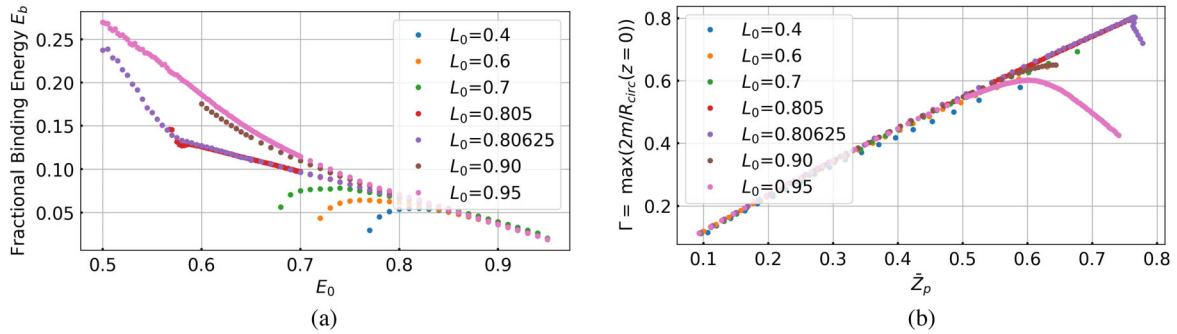 Fractional Binding Energy E_b
0.25
0.20
0.15
0.10
0.05
0.5 0.6 0.7 0.8 0.9
E_0
L_0=0.4
L_0=0.6
L_0=0.7
L_0=0.805
L_0=0.80625
L_0=0.90
L_0=0.95
(a)
Γ = max(2m/R_{circ}(z = 0))
0.8
0.6
0.4
0.2
0.1 0.2 0.3 0.4 0.5 0.6 0.7 0.8
Z̄_p
L_0=0.4
L_0=0.6
L_0=0.7
L_0=0.805
L_0=0.80625
L_0=0.90
L_0=0.95
(b)